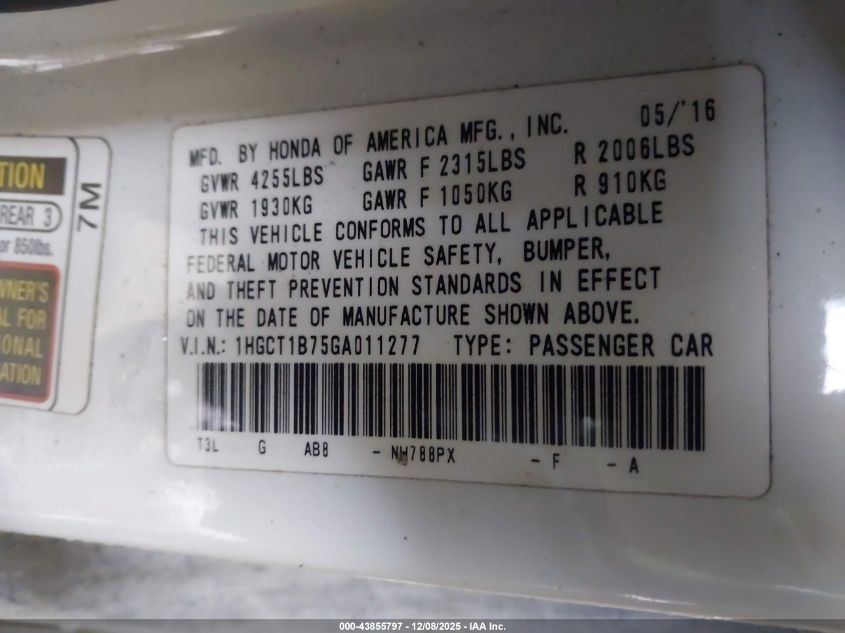 TION
REAR 3
or 850lbs.
WNER'S
AL FOR
IONAL
ATION
7M
05/'16
MFD. BY HONDA OF AMERICA MFG., INC.
GVWR 4255LBS GAWR F 2315LBS R 2006LBS
GVWR 1930KG GAWR F 1050KG R 910KG
THIS VEHICLE CONFORMS TO ALL APPLICABLE
FEDERAL MOTOR VEHICLE SAFETY, BUMPER,
AND THEFT PREVENTION STANDARDS IN EFFECT
ON THE DATE OF MANUFACTURE SHOWN ABOVE.
V.I.N.: 1HGCT1B75GA011277 TYPE: PASSENGER CAR
T3L G AB8 - NH788PX - F - A
000-43855797 - 12/08/2025 - IAA Inc.